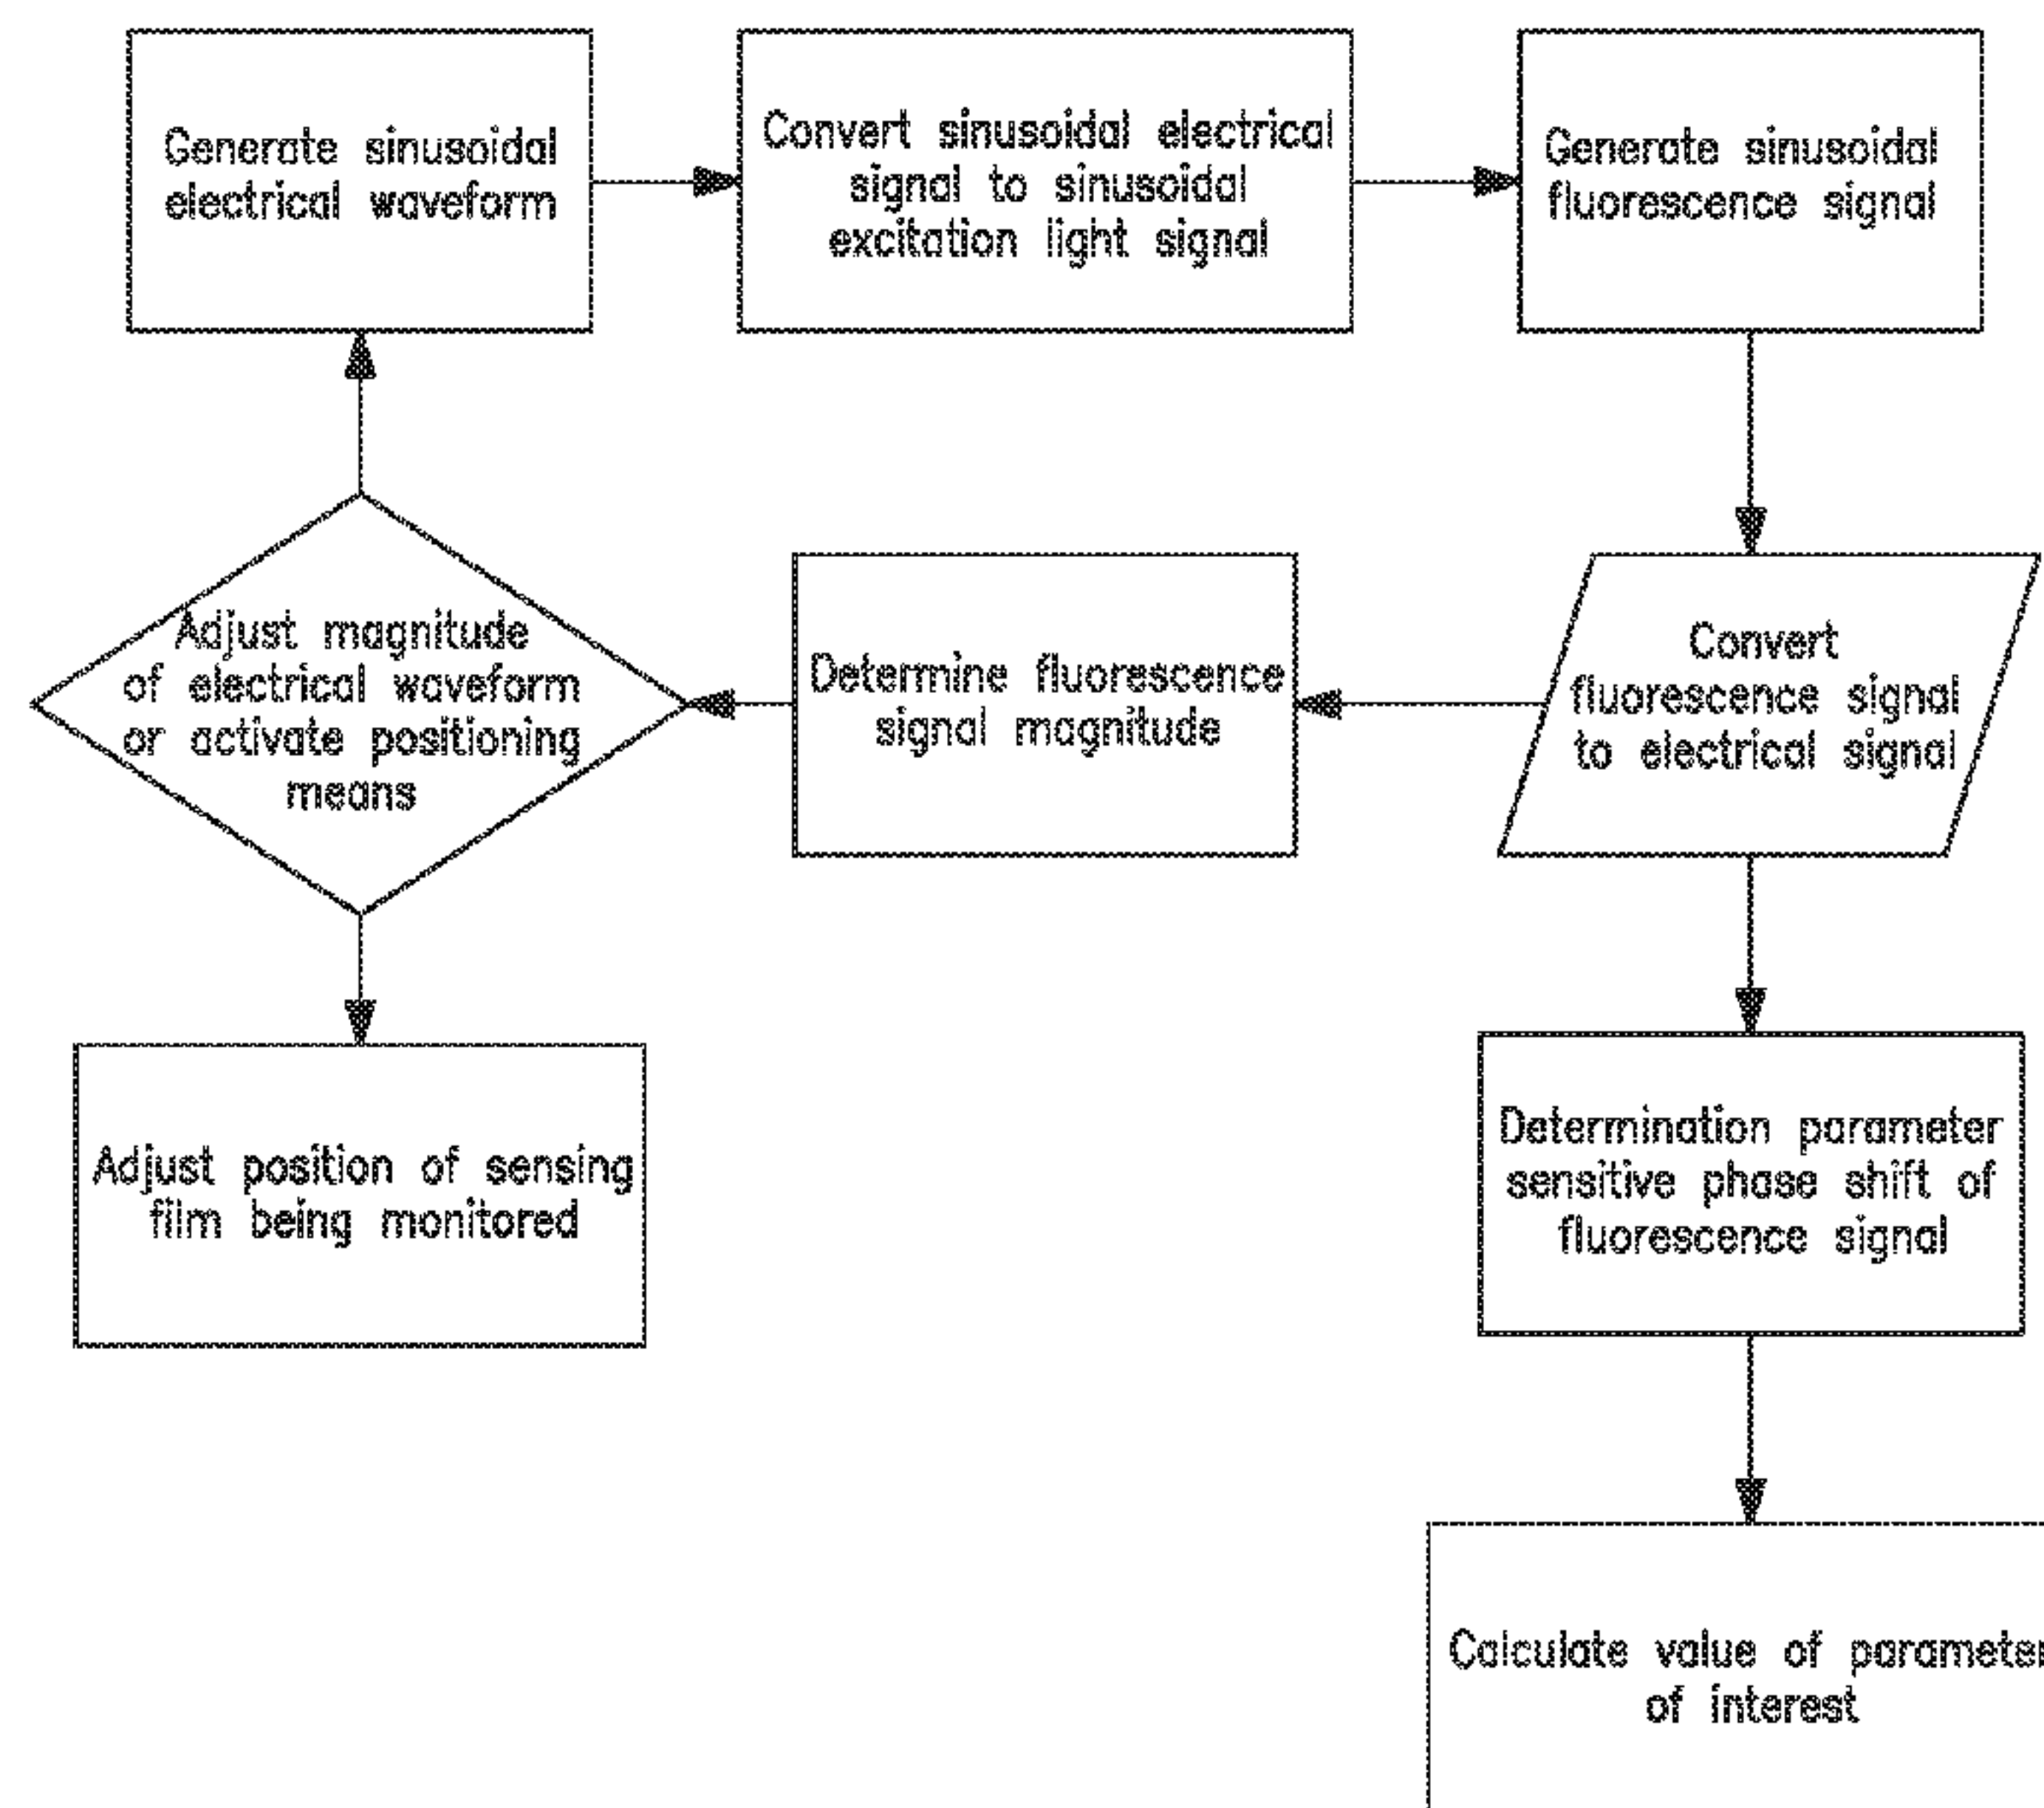 Generate sinusoidal
electrical waveform
Convert sinusoidal electrical
signal to sinusoidal
excitation light signal
Generate sinusoidal
fluorescence signal
Adjust magnitude
of electrical waveform
or activate positioning
means
Determine fluorescence
signal magnitude
Convert
fluorescence signal
to electrical signal
Adjust position of sensing
film being monitored
Determination parameter
sensitive phase shift of
fluorescence signal
Calculate value of parameter
of interest